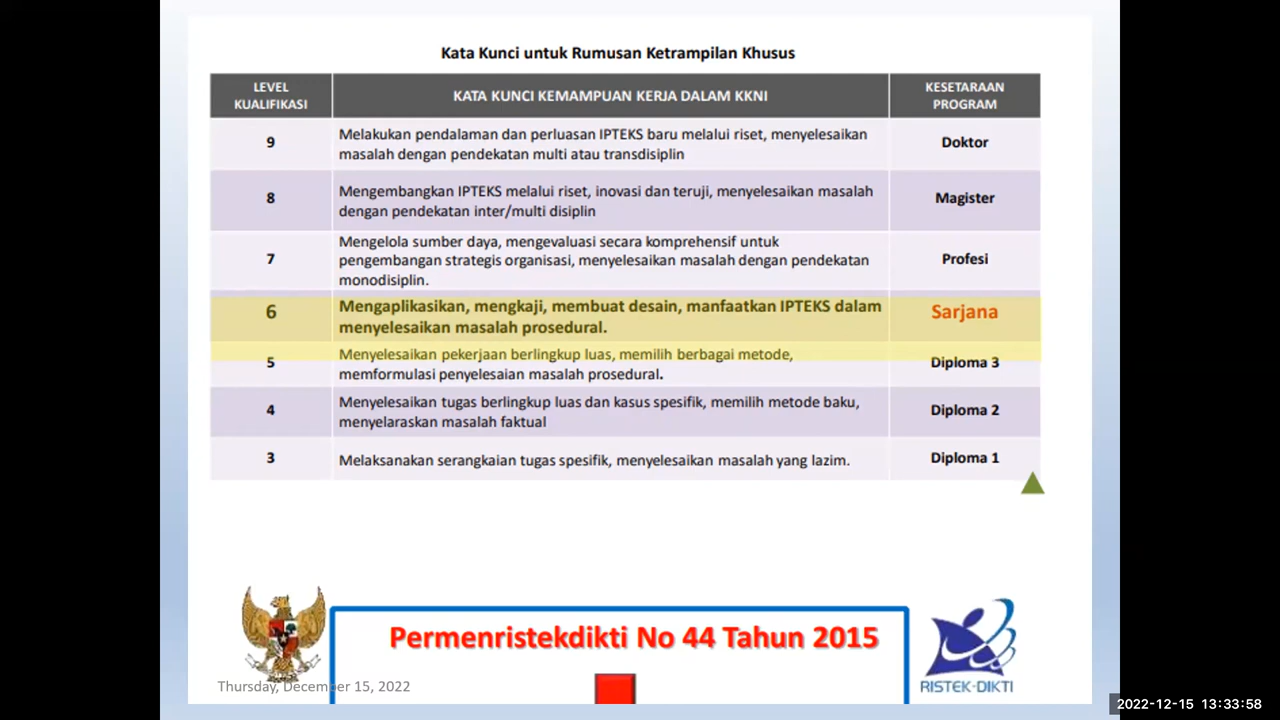 Kata Kunci untuk Rumusan Ketrampilan Khusus
LEVEL KUALIFIKASI
KATA KUNCI KEMAMPUAN KERJA DALAM KKNI
KESETARAAN PROGRAM
9
Melakukan pendalaman dan perluasan IPTEKS baru melalui riset, menyelesaikan
masalah dengan pendekatan multi atau transdisiplin
Doktor
8
Mengembangkan IPTEKS melalui riset, inovasi dan teruji, menyelesaikan masalah
dengan pendekatan inter/multi disiplin
Magister
7
Mengelola sumber daya, mengevaluasi secara komprehensif untuk
pengembangan strategis organisasi, menyelesaikan masalah dengan pendekatan
monodisiplin.
Profesi
6
Mengaplikasikan, mengkaji, membuat desain, manfaatkan IPTEKS dalam
menyelesaikan masalah prosedural.
Sarjana
5
Menyelesaikan pekerjaan berlingkup luas, memilih berbagai metode,
memformulasi penyelesaian masalah prosedural.
Diploma 3
4
Menyelesaikan tugas berlingkup luas dan kasus spesifik, memilih metode baku,
menyelaraskan masalah faktual
Diploma 2
3
Melaksanakan serangkaian tugas spesifik, menyelesaikan masalah yang lazim.
Diploma 1
Permenristekdikti No 44 Tahun 2015
Thursday, December 15, 2022
RISTEK-DIKTI
2022-12-15 13:33:58